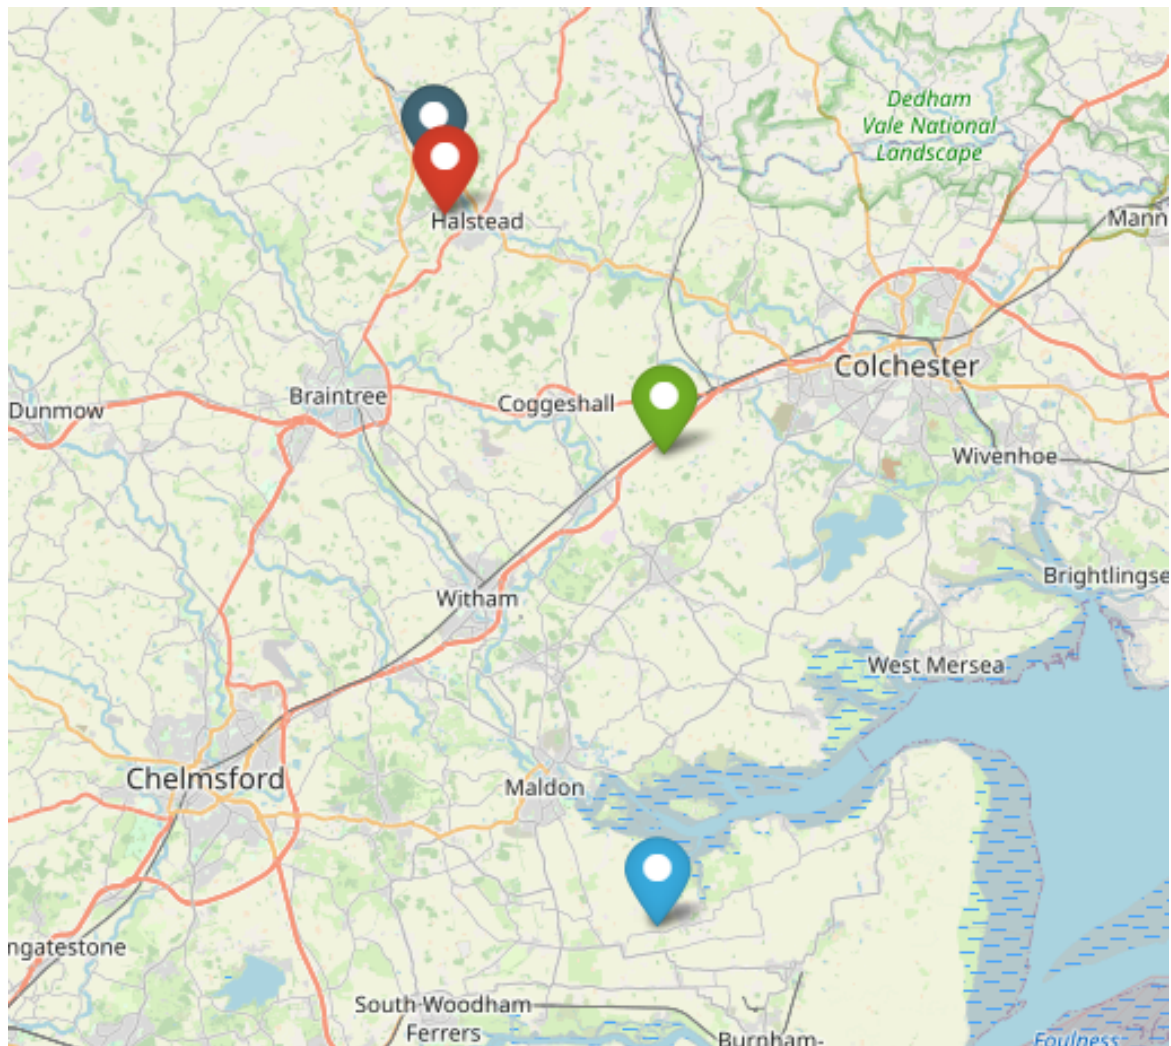 Dedham
Vale National
Landscape
Mann
Halstead
Colchester
Braintree
Coggeshall
Dunmow
Wivenhoe
Brightlingse
Witham
West Mersea
Chelmsford
Maldon
ngatestone
South Woodham
Ferrers
Burnham-
Foulness